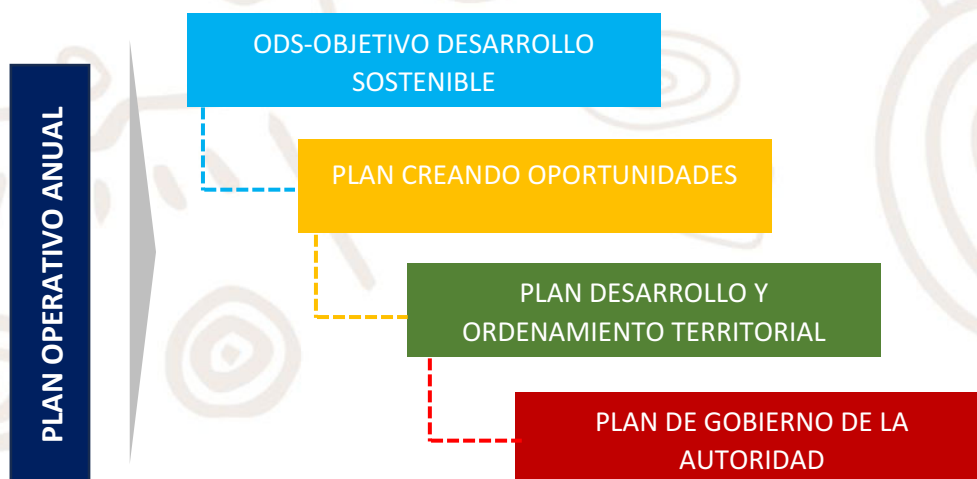 PLAN OPERATIVO ANUAL
ODS-OBJETIVO DESARROLLO
SOSTENIBLE
PLAN CREANDO OPORTUNIDADES
PLAN DESARROLLO Y
ORDENAMIENTO TERRITORIAL
PLAN DE GOBIERNO DE LA
AUTORIDAD